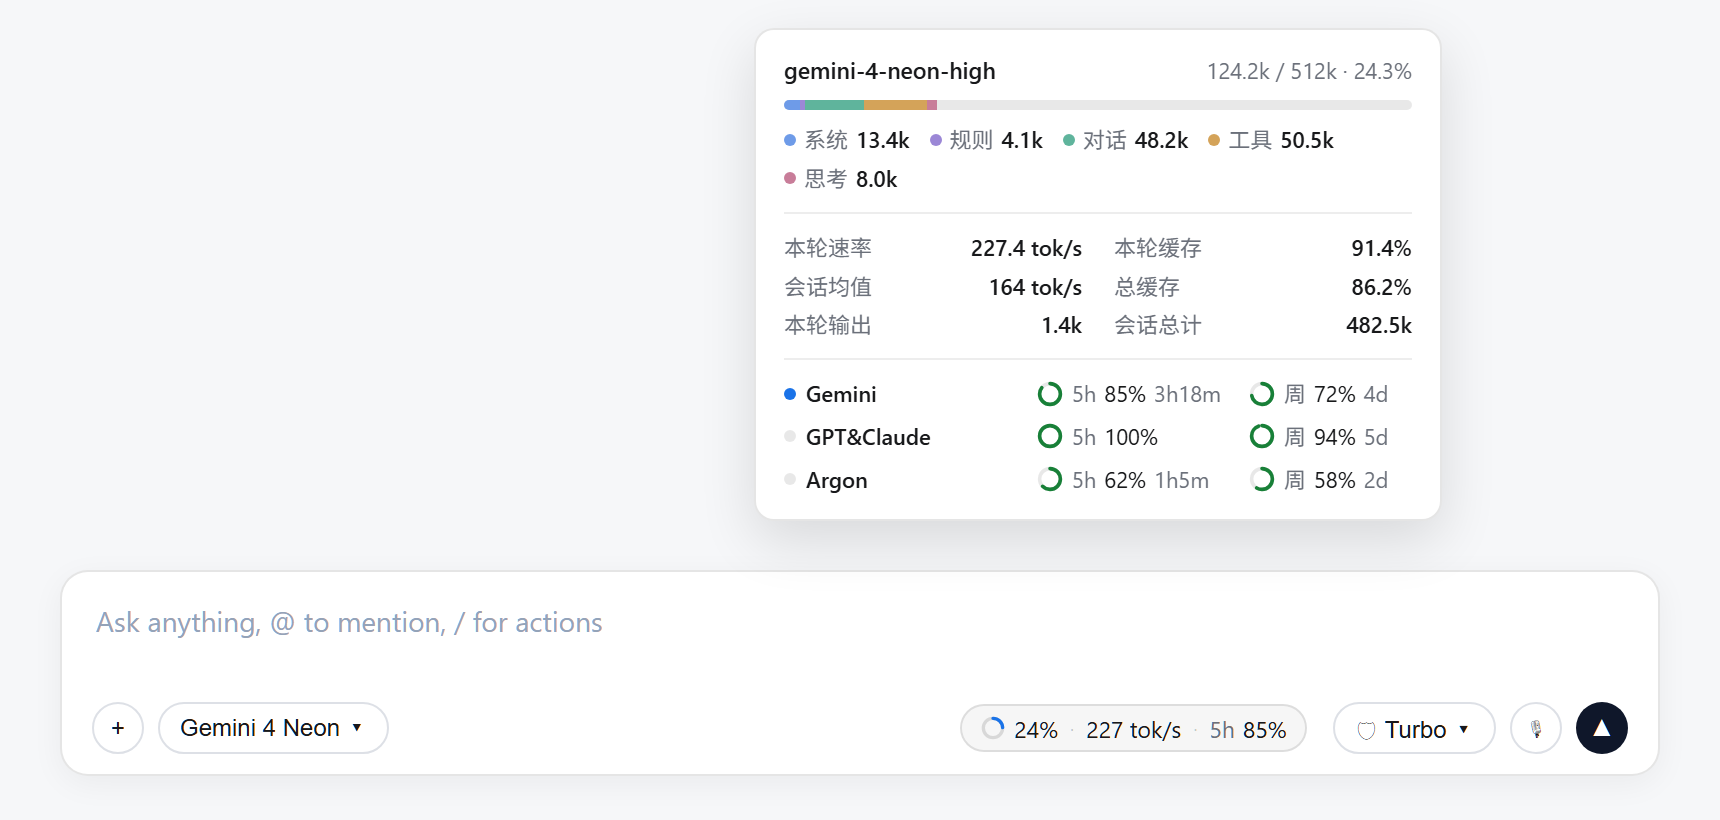 gemini-4-neon-high 124.2k / 512k · 24.3%
系统 13.4k 规则 4.1k 对话 48.2k 工具 50.5k
思考 8.0k
本轮速率 227.4 tok/s 本轮缓存 91.4%
会话均值 164 tok/s 总缓存 86.2%
本轮输出 1.4k 会话总计 482.5k
Gemini 5h 85% 3h18m 周 72% 4d
GPT&Claude 5h 100% 周 94% 5d
Argon 5h 62% 1h5m 周 58% 2d
Ask anything, @ to mention, / for actions
+ Gemini 4 Neon ▼ 24% · 227 tok/s · 5h 85% Turbo ▼